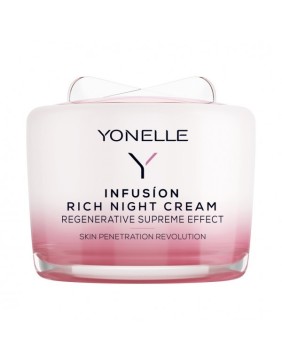 YONELLE
Y
INFUSÍON
RICH NIGHT CREAM
REGENERATIVE SUPREME EFFECT
SKIN PENETRATION REVOLUTION